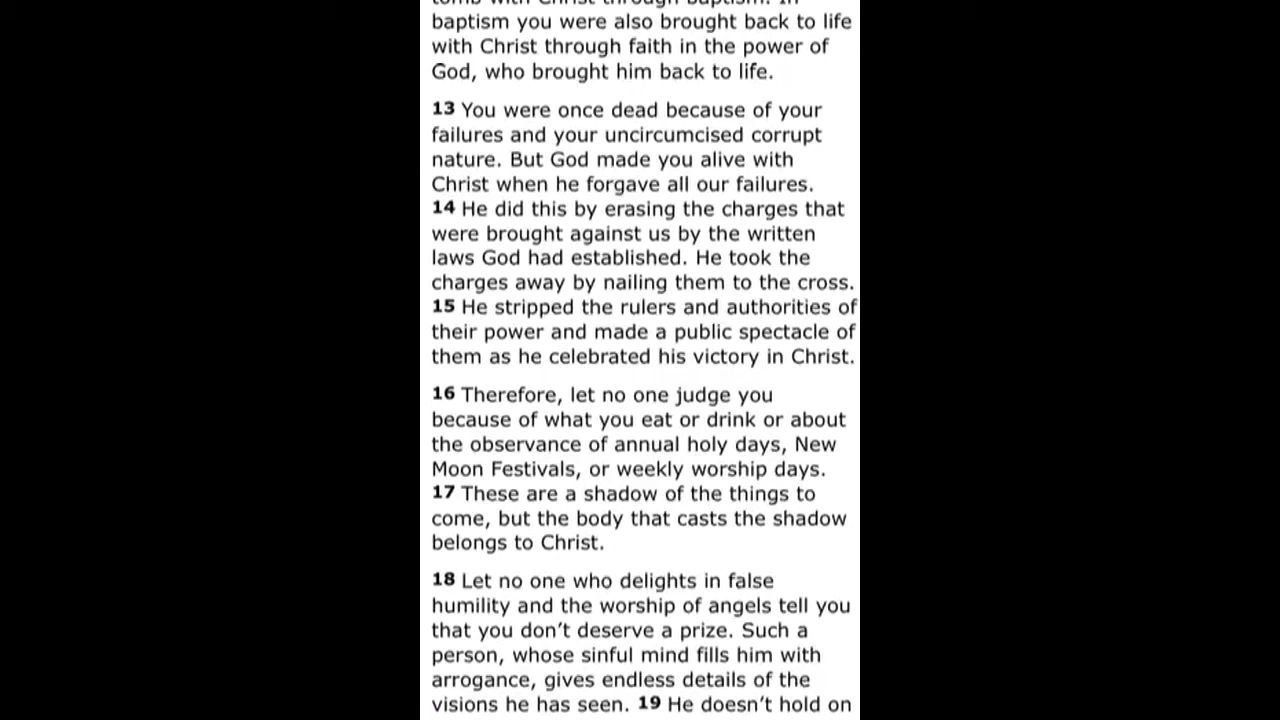 tomb with Christ through baptism. In
baptism you were also brought back to life
with Christ through faith in the power of
God, who brought him back to life.
13 You were once dead because of your
failures and your uncircumcised corrupt
nature. But God made you alive with
Christ when he forgave all our failures.
14 He did this by erasing the charges that
were brought against us by the written
laws God had established. He took the
charges away by nailing them to the cross.
15 He stripped the rulers and authorities of
their power and made a public spectacle of
them as he celebrated his victory in Christ.
16 Therefore, let no one judge you
because of what you eat or drink or about
the observance of annual holy days, New
Moon Festivals, or weekly worship days.
17 These are a shadow of the things to
come, but the body that casts the shadow
belongs to Christ.
18 Let no one who delights in false
humility and the worship of angels tell you
that you don’t deserve a prize. Such a
person, whose sinful mind fills him with
arrogance, gives endless details of the
visions he has seen. 19 He doesn’t hold on